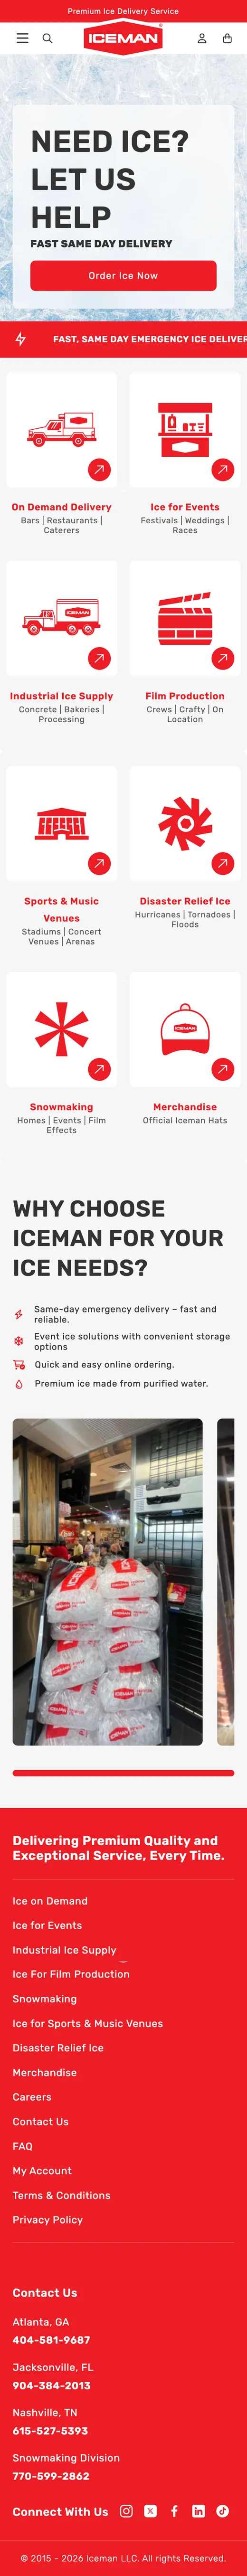 Premium Ice Delivery Service
ICEMAN
NEED ICE?
LET US
HELP
FAST SAME DAY DELIVERY
Order Ice Now
FAST, SAME DAY EMERGENCY ICE DELIVER
ICEMAN
On Demand Delivery
Bars | Restaurants |
Caterers
Ice for Events
Festivals | Weddings |
Races
ICEMAN
Industrial Ice Supply
Concrete | Bakeries |
Processing
Film Production
Crews | Crafty | On
Location
Sports & Music
Venues
Stadiums | Concert
Venues | Arenas
Disaster Relief Ice
Hurricanes | Tornadoes |
Floods
Snowmaking
Homes | Events | Film
Effects
ICEMAN
Merchandise
Official Iceman Hats
WHY CHOOSE
ICEMAN FOR YOUR
ICE NEEDS?
Same-day emergency delivery – fast and
reliable.
Event ice solutions with convenient storage
options
Quick and easy online ordering.
Premium ice made from purified water.
ICEMAN
ICEMAN
ICEMAN
Delivering Premium Quality and
Exceptional Service, Every Time.
Ice on Demand
Ice for Events
Industrial Ice Supply
Ice For Film Production
Snowmaking
Ice for Sports & Music Venues
Disaster Relief Ice
Merchandise
Careers
Contact Us
FAQ
My Account
Terms & Conditions
Privacy Policy
Contact Us
Atlanta, GA
404-581-9687
Jacksonville, FL
904-384-2013
Nashville, TN
615-527-5393
Snowmaking Division
770-599-2862
Connect With Us
© 2015 - 2026 iceman LLC. All rights Reserved.